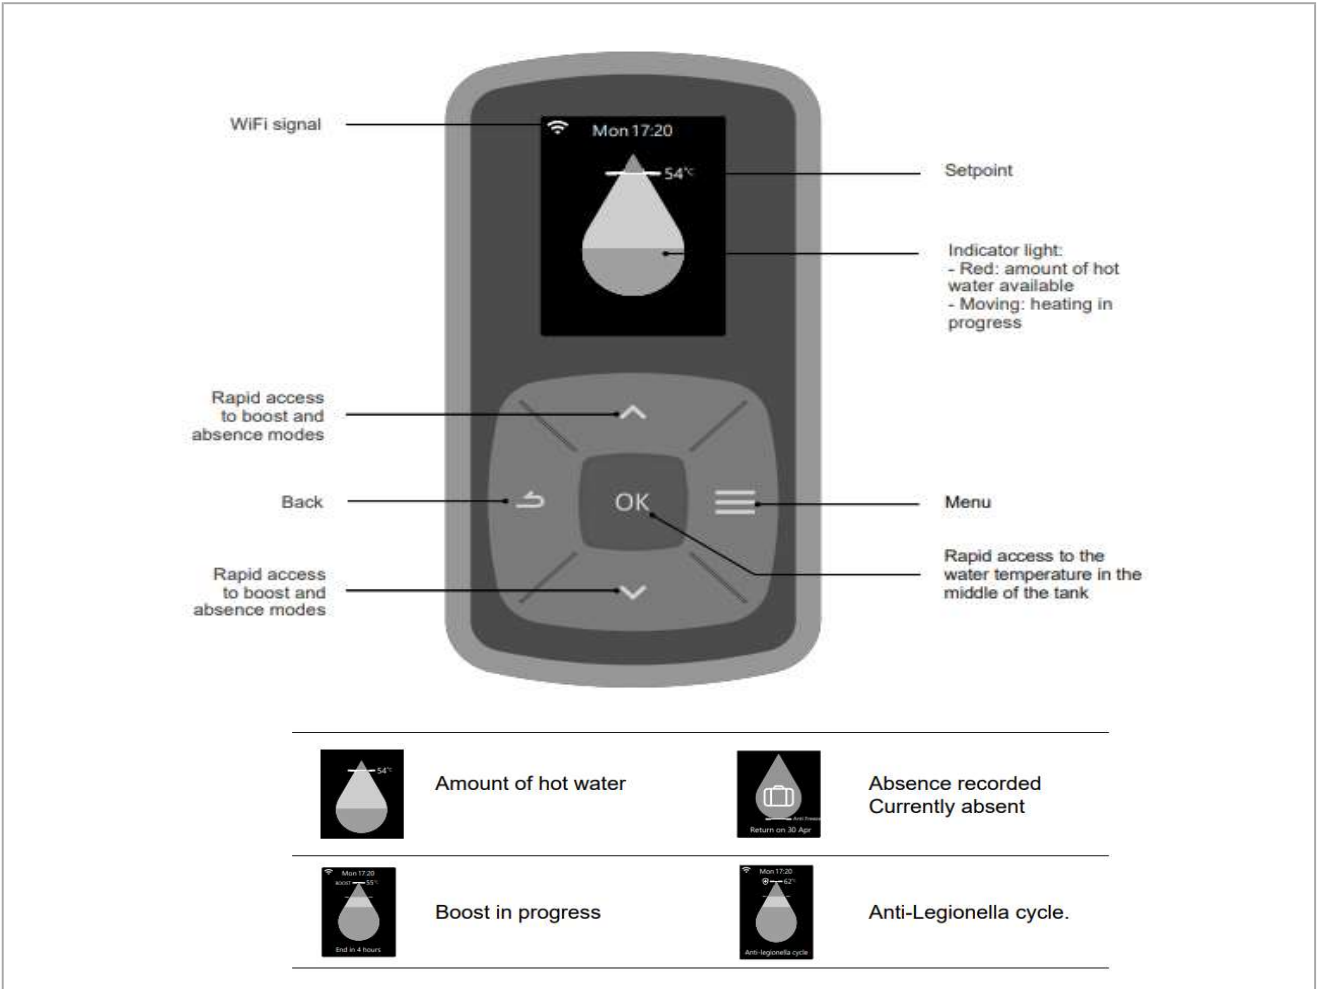 WiFi signal
Mon 17:20
54°C
Setpoint
Indicator light:
- Red: amount of hot
water available
- Moving: heating in
progress
Rapid access
to boost and
absence modes
Back
OK
Menu
Rapid access
to boost and
absence modes
Rapid access to the
water temperature in the
middle of the tank
54°C
Amount of hot water
Anti Freeze
Return on 30 Apr
Absence recorded
Currently absent
Mon 17:20
BOOST 55°C
End in 4 hours
Boost in progress
Mon 17:20
62°C
Anti-legionella cycle
Anti-Legionella cycle.